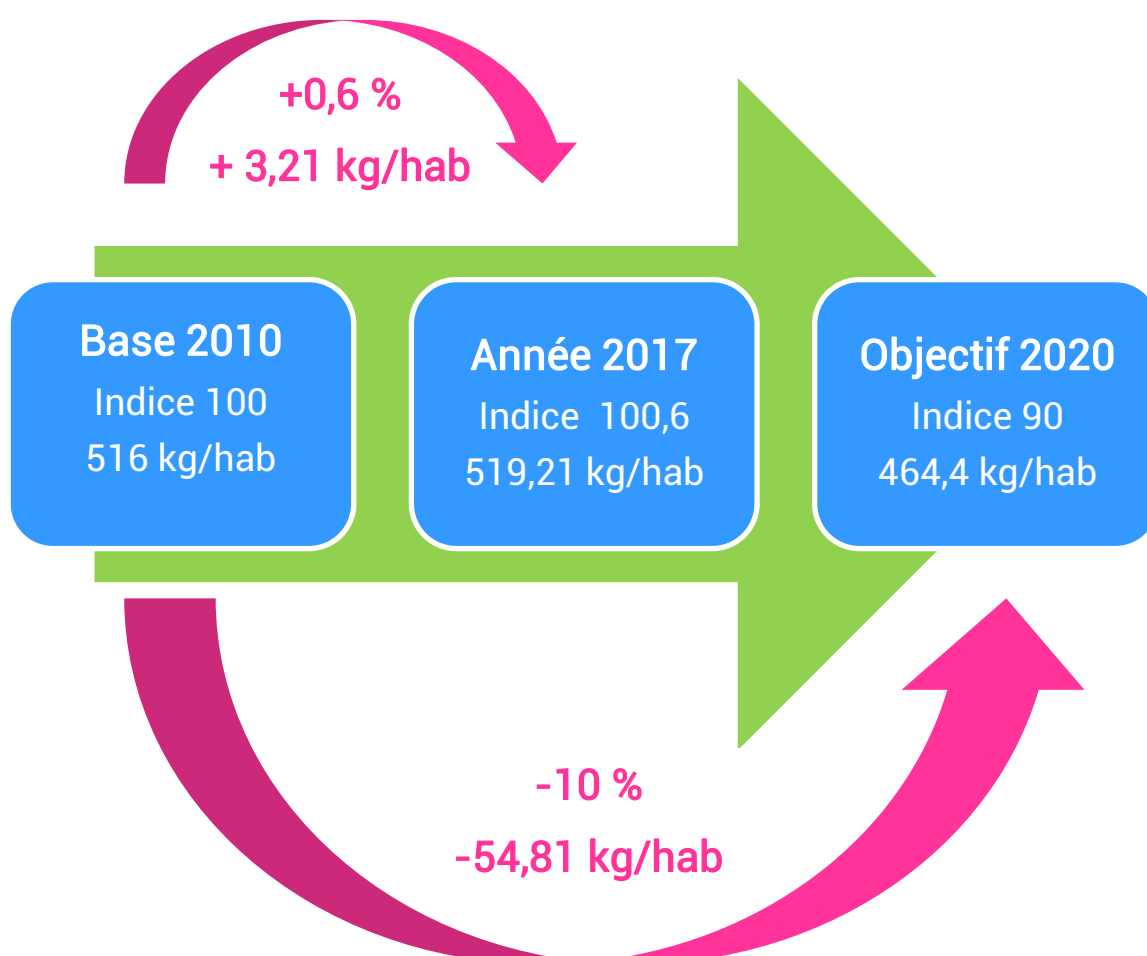 +0,6 %
+ 3,21 kg/hab
Base 2010
Indice 100
516 kg/hab
Année 2017
Indice  100,6
519,21 kg/hab
Objectif 2020
Indice 90
464,4 kg/hab
-10 %
-54,81 kg/hab